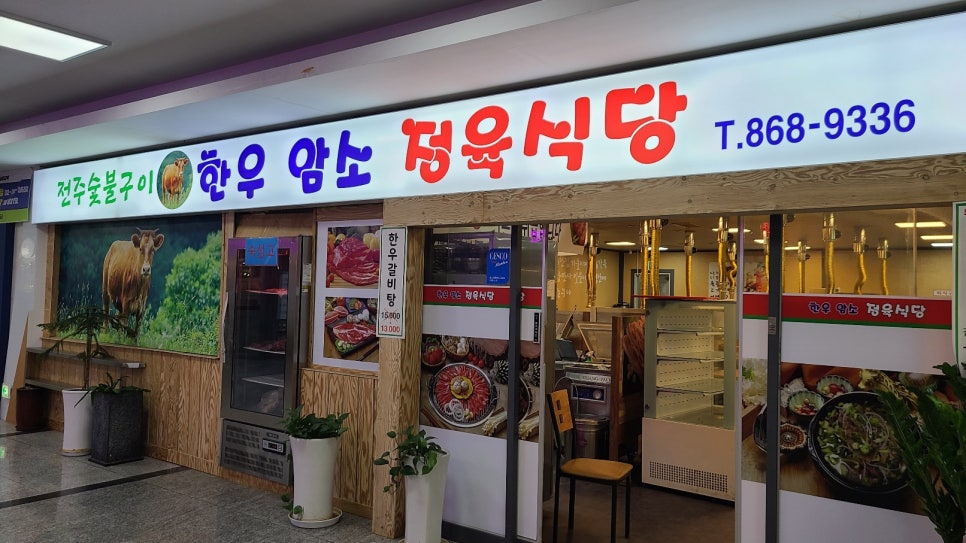 전주숯불구이 한우 암소 정육식당 T.868-9336
한우갈비탕
15,000
13,000
GESCO
한우 암소 정육식당
한우 암소 정육식당